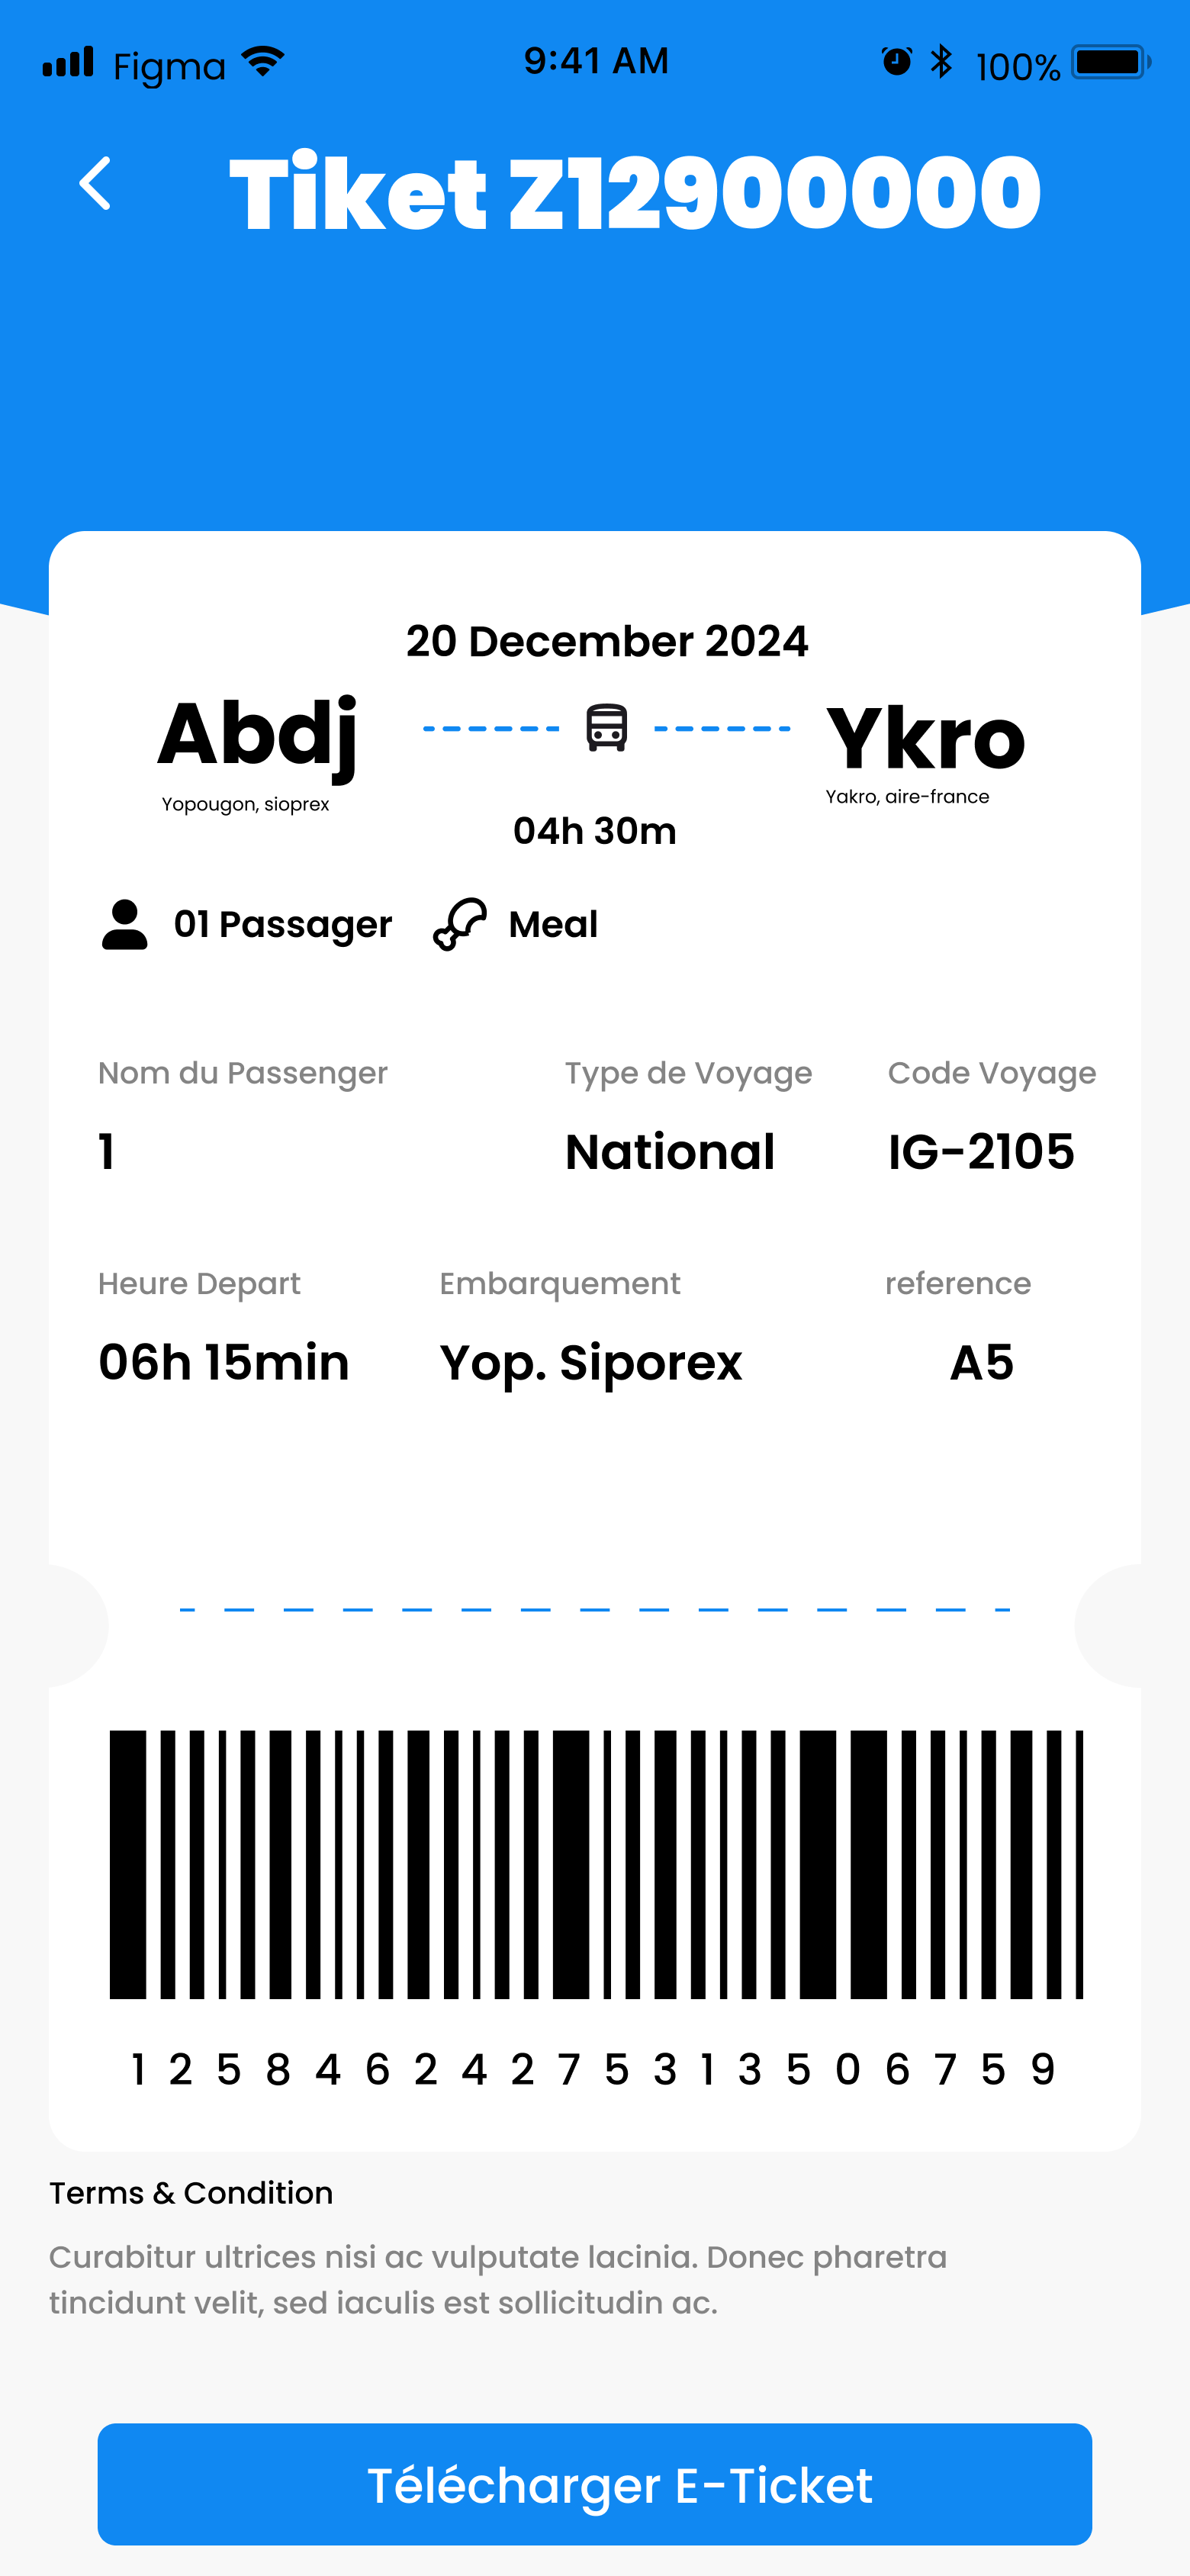 Figma 9:41 AM 100%
Tiket Z12900000
20 December 2024
Abdj Ykro
Yopougon, sioprex Yakro, aire-france
04h 30m
01 Passager Meal
Nom du Passenger Type de Voyage Code Voyage
1 National IG-2105
Heure Depart Embarquement reference
06h 15min Yop. Siporex A5
1 2 5 8 4 6 2 4 2 7 5 3 1 3 5 0 6 7 5 9
Terms & Condition
Curabitur ultrices nisi ac vulputate lacinia. Donec pharetra
tincidunt velit, sed iaculis est sollicitudin ac.
Télécharger E-Ticket